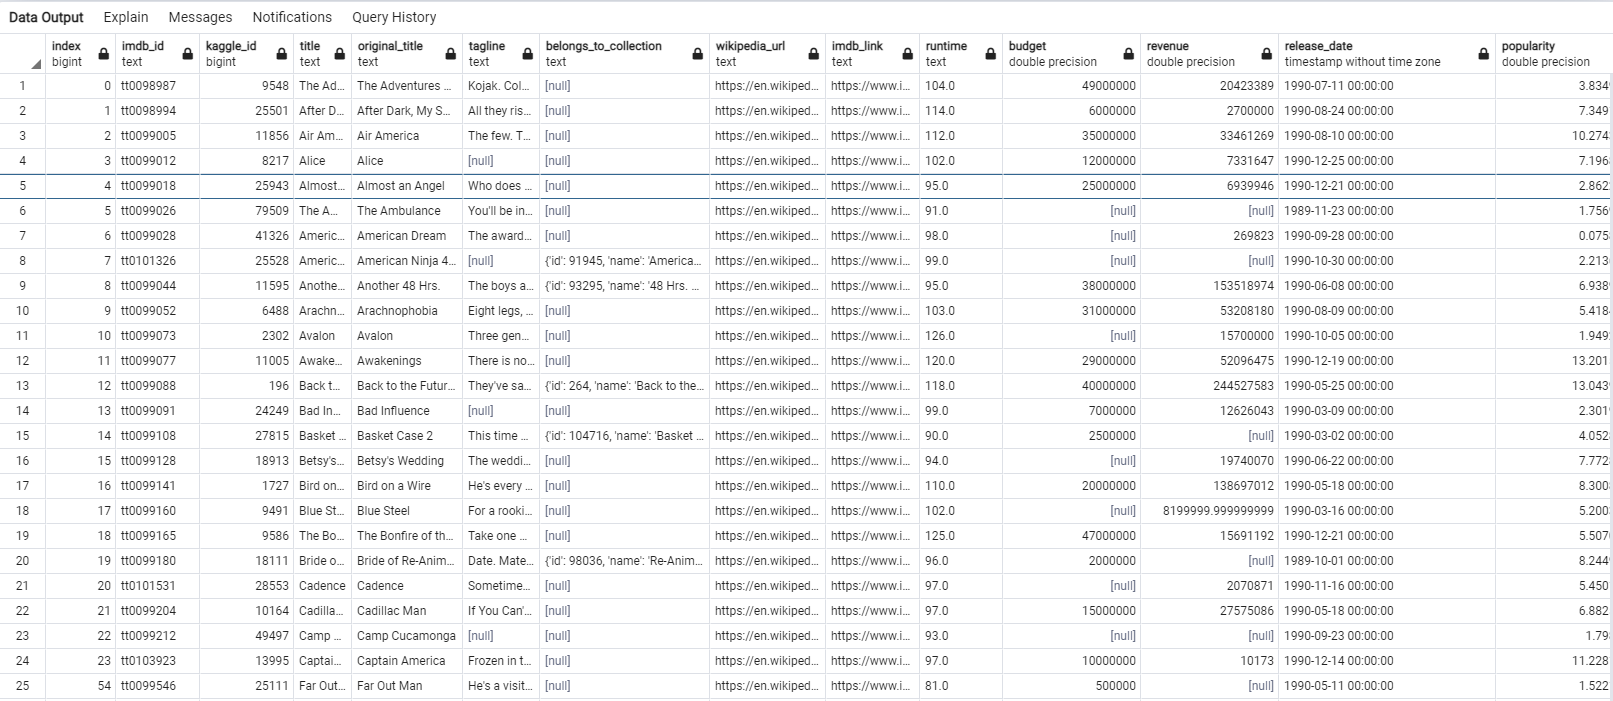 Data Output Explain Messages Notifications Query History
index imdb_id kaggle_id title original_title tagline belongs_to_collection wikipedia_url imdb_link runtime budget revenue release_date popularity
bigint text bigint text text text text text text text double precision double precision timestamp without time zone double precision
1 0 tt0098987 9548 The Ad... The Adventures ... Kojak. Col... [null] https://en.wikiped... https://www.i... 104.0 49000000 20423389 1990-07-11 00:00:00 3.834
2 1 tt0098994 25501 After D... After Dark, My S... All they ris... [null] https://en.wikiped... https://www.i... 114.0 6000000 2700000 1990-08-24 00:00:00 7.349
3 2 tt0099005 11856 Air Am... Air America The few. T... [null] https://en.wikiped... https://www.i... 112.0 35000000 33461269 1990-08-10 00:00:00 10.274
4 3 tt0099012 8217 Alice Alice [null] [null] https://en.wikiped... https://www.i... 102.0 12000000 7331647 1990-12-25 00:00:00 7.196
5 4 tt0099018 25943 Almost... Almost an Angel Who does ... [null] https://en.wikiped... https://www.i... 95.0 25000000 6939946 1990-12-21 00:00:00 2.862
6 5 tt0099026 79509 The A... The Ambulance You'll be in... [null] https://en.wikiped... https://www.i... 91.0 [null] [null] 1989-11-23 00:00:00 1.756
7 6 tt0099028 41326 Americ... American Dream The award... [null] https://en.wikiped... https://www.i... 98.0 [null] 269823 1990-09-28 00:00:00 0.075
8 7 tt0101326 25528 Americ... American Ninja 4... [null] {'id': 91945, 'name': 'America... https://en.wikiped... https://www.i... 99.0 [null] [null] 1990-10-30 00:00:00 2.213
9 8 tt0099044 11595 Anothe... Another 48 Hrs. The boys a... {'id': 93295, 'name': '48 Hrs. ... https://en.wikiped... https://www.i... 95.0 38000000 153518974 1990-06-08 00:00:00 6.938
10 9 tt0099052 6488 Arachn... Arachnophobia Eight legs, ... [null] https://en.wikiped... https://www.i... 103.0 31000000 53208180 1990-08-09 00:00:00 5.418
11 10 tt0099073 2302 Avalon Avalon Three gen... [null] https://en.wikiped... https://www.i... 126.0 [null] 15700000 1990-10-05 00:00:00 1.949
12 11 tt0099077 11005 Awake... Awakenings There is no... [null] https://en.wikiped... https://www.i... 120.0 29000000 52096475 1990-12-19 00:00:00 13.201
13 12 tt0099088 196 Back t... Back to the Futur... They've sa... {'id': 264, 'name': 'Back to the... https://en.wikiped... https://www.i... 118.0 40000000 244527583 1990-05-25 00:00:00 13.043
14 13 tt0099091 24249 Bad In... Bad Influence [null] [null] https://en.wikiped... https://www.i... 99.0 7000000 12626043 1990-03-09 00:00:00 2.301
15 14 tt0099108 27815 Basket ... Basket Case 2 This time ... {'id': 104716, 'name': 'Basket ... https://en.wikiped... https://www.i... 90.0 2500000 [null] 1990-03-02 00:00:00 4.052
16 15 tt0099128 18913 Betsy's... Betsy's Wedding The weddi... [null] https://en.wikiped... https://www.i... 94.0 [null] 19740070 1990-06-22 00:00:00 7.772
17 16 tt0099141 1727 Bird on... Bird on a Wire He's every ... [null] https://en.wikiped... https://www.i... 110.0 20000000 138697012 1990-05-18 00:00:00 8.300
18 17 tt0099160 9491 Blue St... Blue Steel For a rooki... [null] https://en.wikiped... https://www.i... 102.0 [null] 8199999.999999999 1990-03-16 00:00:00 5.200
19 18 tt0099165 9586 The Bo... The Bonfire of th... Take one ... [null] https://en.wikiped... https://www.i... 125.0 47000000 15691192 1990-12-21 00:00:00 5.507
20 19 tt0099180 18111 Bride o... Bride of Re-Anim... Date. Mate... {'id': 98036, 'name': 'Re-Anim... https://en.wikiped... https://www.i... 96.0 2000000 [null] 1989-10-01 00:00:00 8.244
21 20 tt0101531 28553 Cadence Cadence Sometime... [null] https://en.wikiped... https://www.i... 97.0 [null] 2070871 1990-11-16 00:00:00 5.450
22 21 tt0099204 10164 Cadilla... Cadillac Man If You Can'... [null] https://en.wikiped... https://www.i... 97.0 15000000 27575086 1990-05-18 00:00:00 6.882
23 22 tt0099212 49497 Camp ... Camp Cucamonga [null] [null] https://en.wikiped... https://www.i... 93.0 [null] [null] 1990-09-23 00:00:00 1.79
24 23 tt0103923 13995 Captai... Captain America Frozen in t... [null] https://en.wikiped... https://www.i... 97.0 10000000 10173 1990-12-14 00:00:00 11.228
25 54 tt0099546 25111 Far Out... Far Out Man He's a visit... [null] https://en.wikiped... https://www.i... 81.0 500000 [null] 1990-05-11 00:00:00 1.522